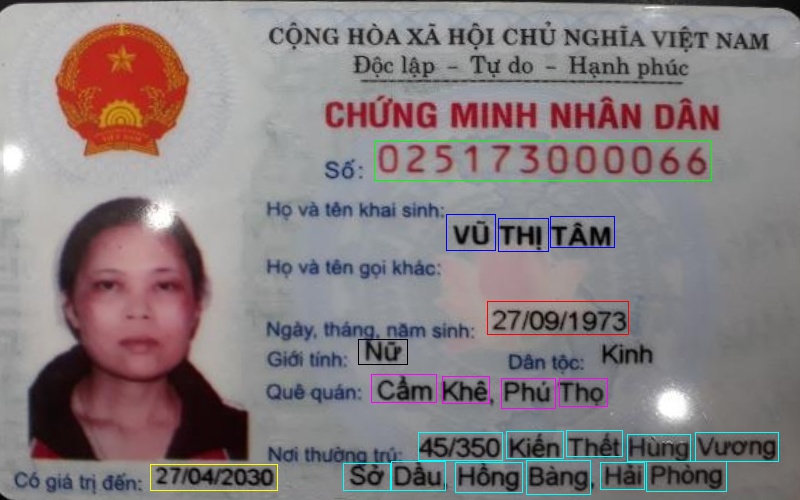 CỘNG HÒA XÃ HỘI CHỦ NGHĨA VIỆT NAM
Độc lập - Tự do - Hạnh phúc
CHỨNG MINH NHÂN DÂN
Số: 025173000066
Họ và tên khai sinh:
VŨ THỊ TÂM
Họ và tên gọi khác:
Ngày, tháng, năm sinh: 27/09/1973
Giới tính: Nữ Dân tộc: Kinh
Quê quán: Cẩm Khê, Phú Thọ
Nơi thường trú: 45/350 Kiến Thết Hùng Vương
Có giá trị đến: 27/04/2030 Sở Dầu, Hồng Bàng, Hải Phòng